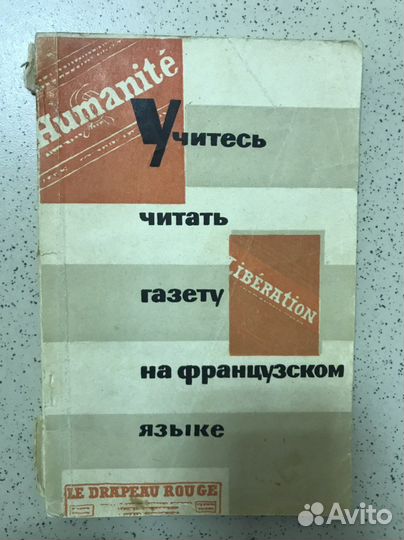 Humanité
Учитесь
читать
LIBÉRATION
газету
на французском
языке
LE DRAPEAU ROUGE
Avito